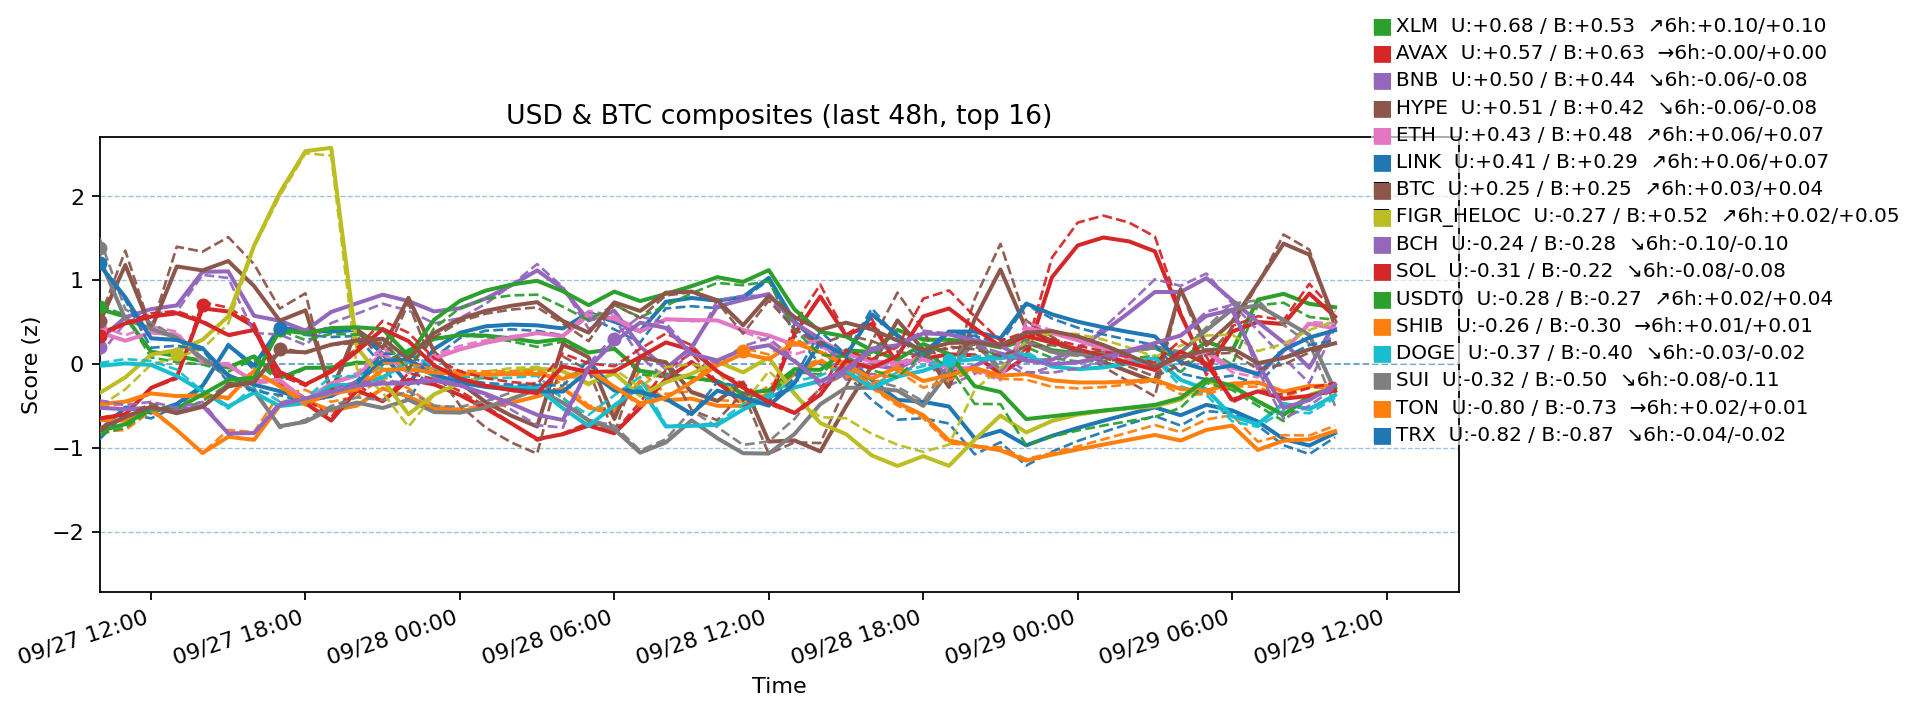 XLM U:+0.68 / B:+0.53 ↗6h:+0.10/+0.10
AVAX U:+0.57 / B:+0.63 →6h:-0.00/+0.00
BNB U:+0.50 / B:+0.44 ↘6h:-0.06/-0.08
HYPE U:+0.51 / B:+0.42 ↘6h:-0.06/-0.08
ETH U:+0.43 / B:+0.48 ↗6h:+0.06/+0.07
LINK U:+0.41 / B:+0.29 ↗6h:+0.06/+0.07
BTC U:+0.25 / B:+0.25 ↗6h:+0.03/+0.04
FIGR_HELOC U:-0.27 / B:+0.52 ↗6h:+0.02/+0.05
BCH U:-0.24 / B:-0.28 ↘6h:-0.10/-0.10
SOL U:-0.31 / B:-0.22 ↘6h:-0.08/-0.08
USDT0 U:-0.28 / B:-0.27 ↗6h:+0.02/+0.04
SHIB U:-0.26 / B:-0.30 →6h:+0.01/+0.01
DOGE U:-0.37 / B:-0.40 ↘6h:-0.03/-0.02
SUI U:-0.32 / B:-0.50 ↘6h:-0.08/-0.11
TON U:-0.80 / B:-0.73 →6h:+0.02/+0.01
TRX U:-0.82 / B:-0.87 ↘6h:-0.04/-0.02
USD & BTC composites (last 48h, top 16)
Score (z)
2
1
0
−1
−2
09/27 12:00
09/27 18:00
09/28 00:00
09/28 06:00
09/28 12:00
09/28 18:00
09/29 00:00
09/29 06:00
09/29 12:00
Time